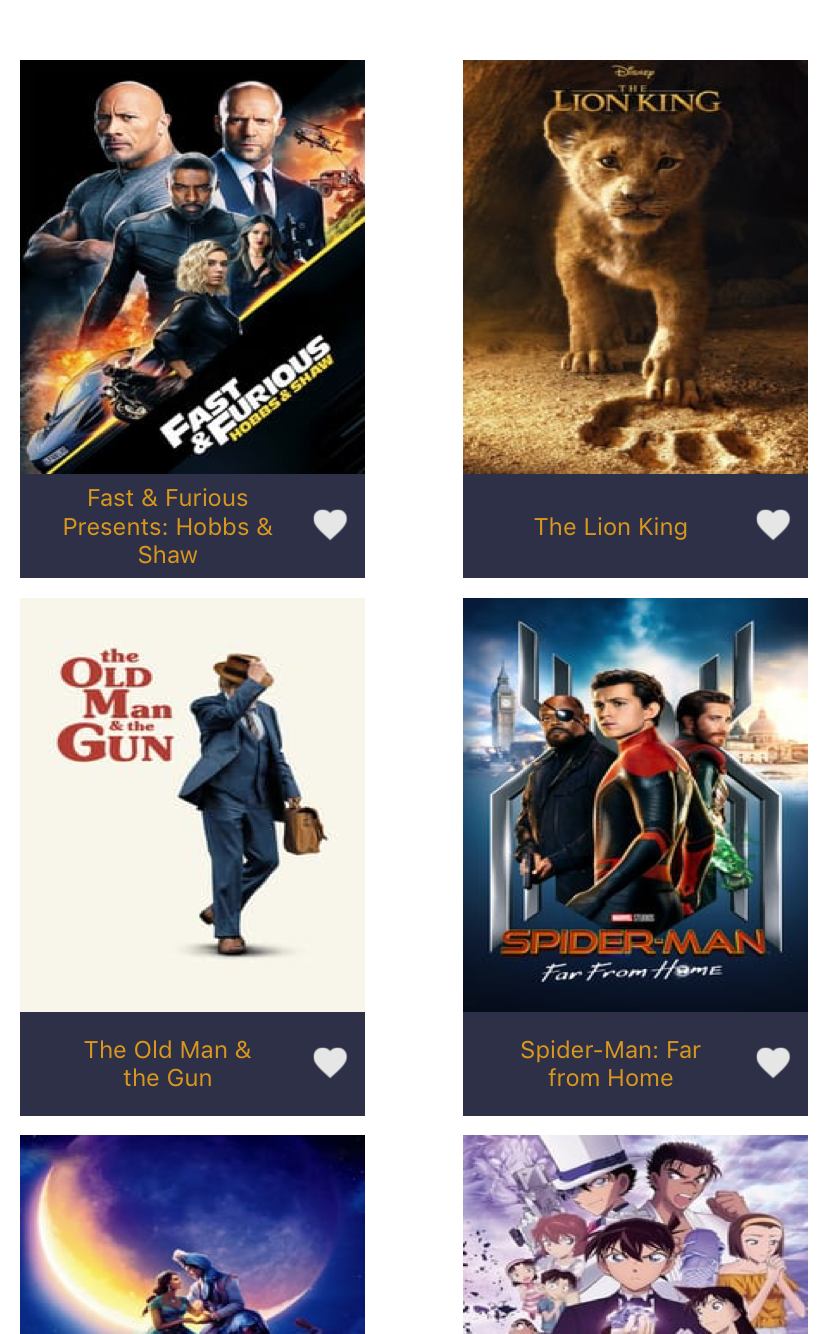 Disney
THE
LION KING
FAST
& FURIOUS
HOBBS & SHAW
Fast & Furious
Presents: Hobbs &
Shaw
The Lion King
the
OLD
Man
& the
GUN
MARVEL STUDIOS
SPIDER-MAN
Far From Home
The Old Man &
the Gun
Spider-Man: Far
from Home